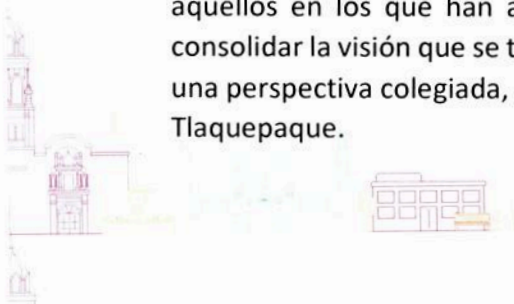 aquellos en los que han a
consolidar la visión que se t
una perspectiva colegiada,
Tlaquepaque.